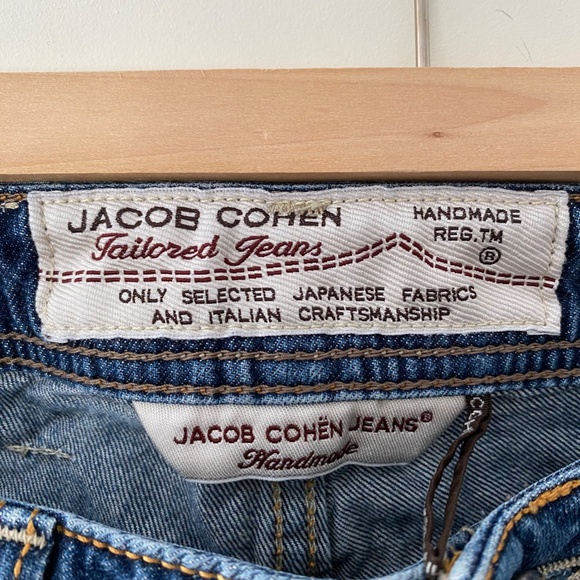 JACOB COHEN
Tailored Jeans
HANDMADE
REG.TM
®
ONLY SELECTED JAPANESE FABRICS
AND ITALIAN CRAFTSMANSHIP
JACOB COHËN JEANS®
Handmade